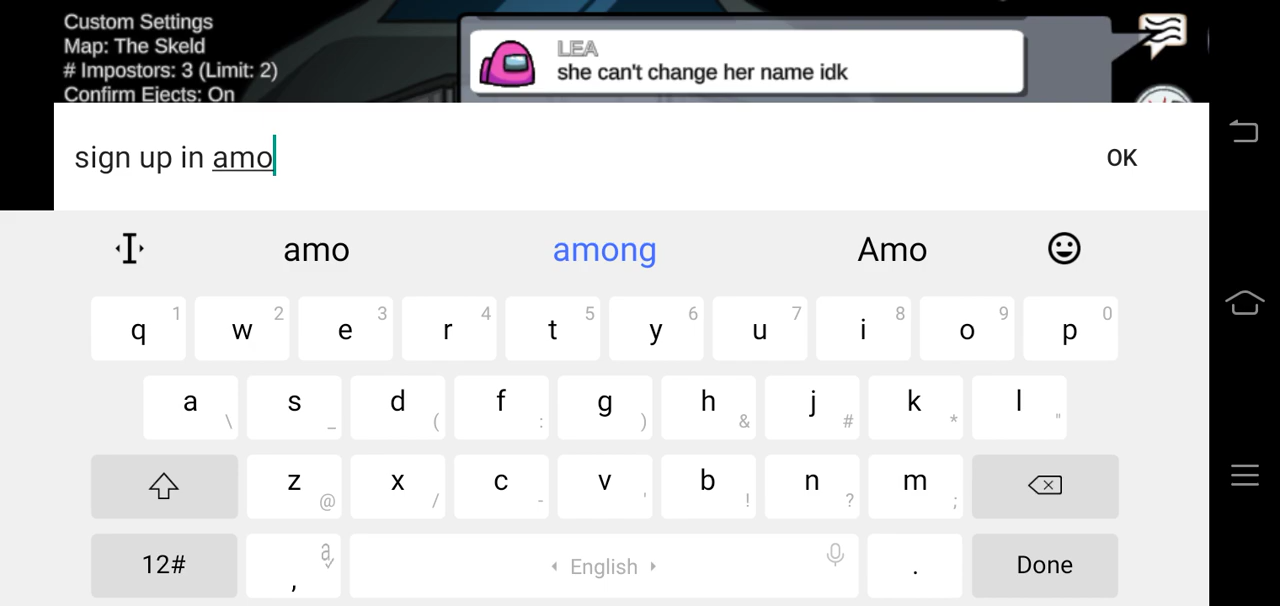 Custom Settings
Map: The Skeld
# Impostors: 3 (Limit: 2)
Confirm Ejects: On
LEA
she can't change her name idk
sign up in amo
OK
amo among Amo
q 1 w 2 e 3 r 4 t 5 y 6 u 7 i 8 o 9 p 0
a \ s _ d ( f : g ) h & j # k * l "
z @ x / c - v ' b ! n ? m ;
12# , a English . Done